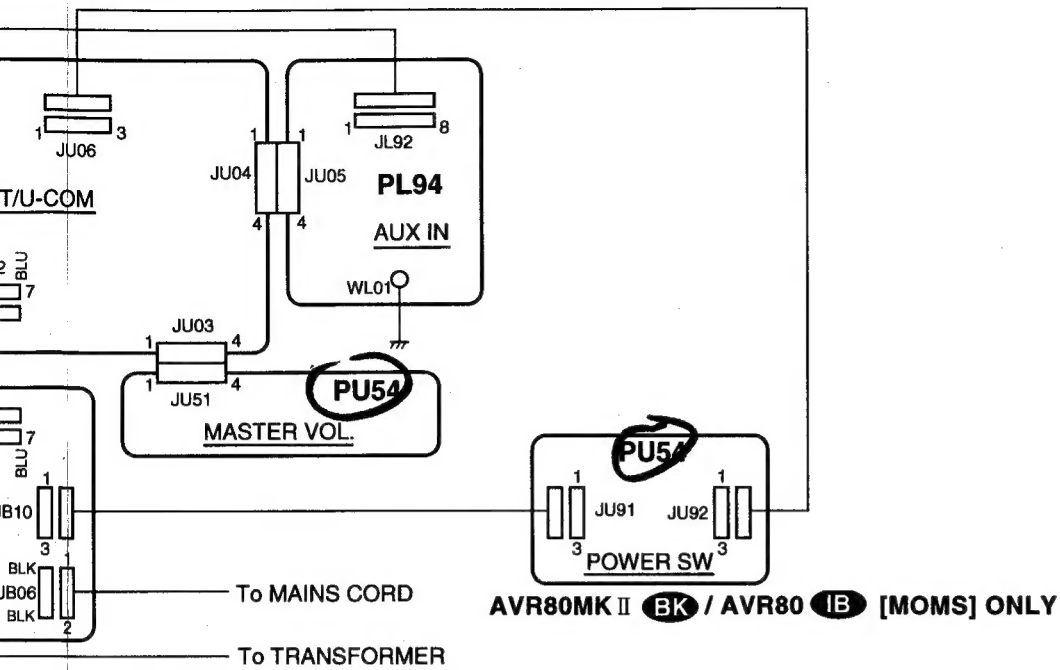 1 3
JU06
1 8
JL92
1 1
JU04 JU05
PL94
T/U-COM
4 4
AUX IN
2 BLU
7
WL01
JU03
1 4
1 4
JU51
PU54
MASTER VOL.
7
BLU
PU54
1
1 1
JB10
JU91 JU92
3
3 3
POWER SW
BLK 1
JB06
BLK 2
To MAINS CORD
AVR80MK II BK / AVR80 IB [MOMS] ONLY
To TRANSFORMER